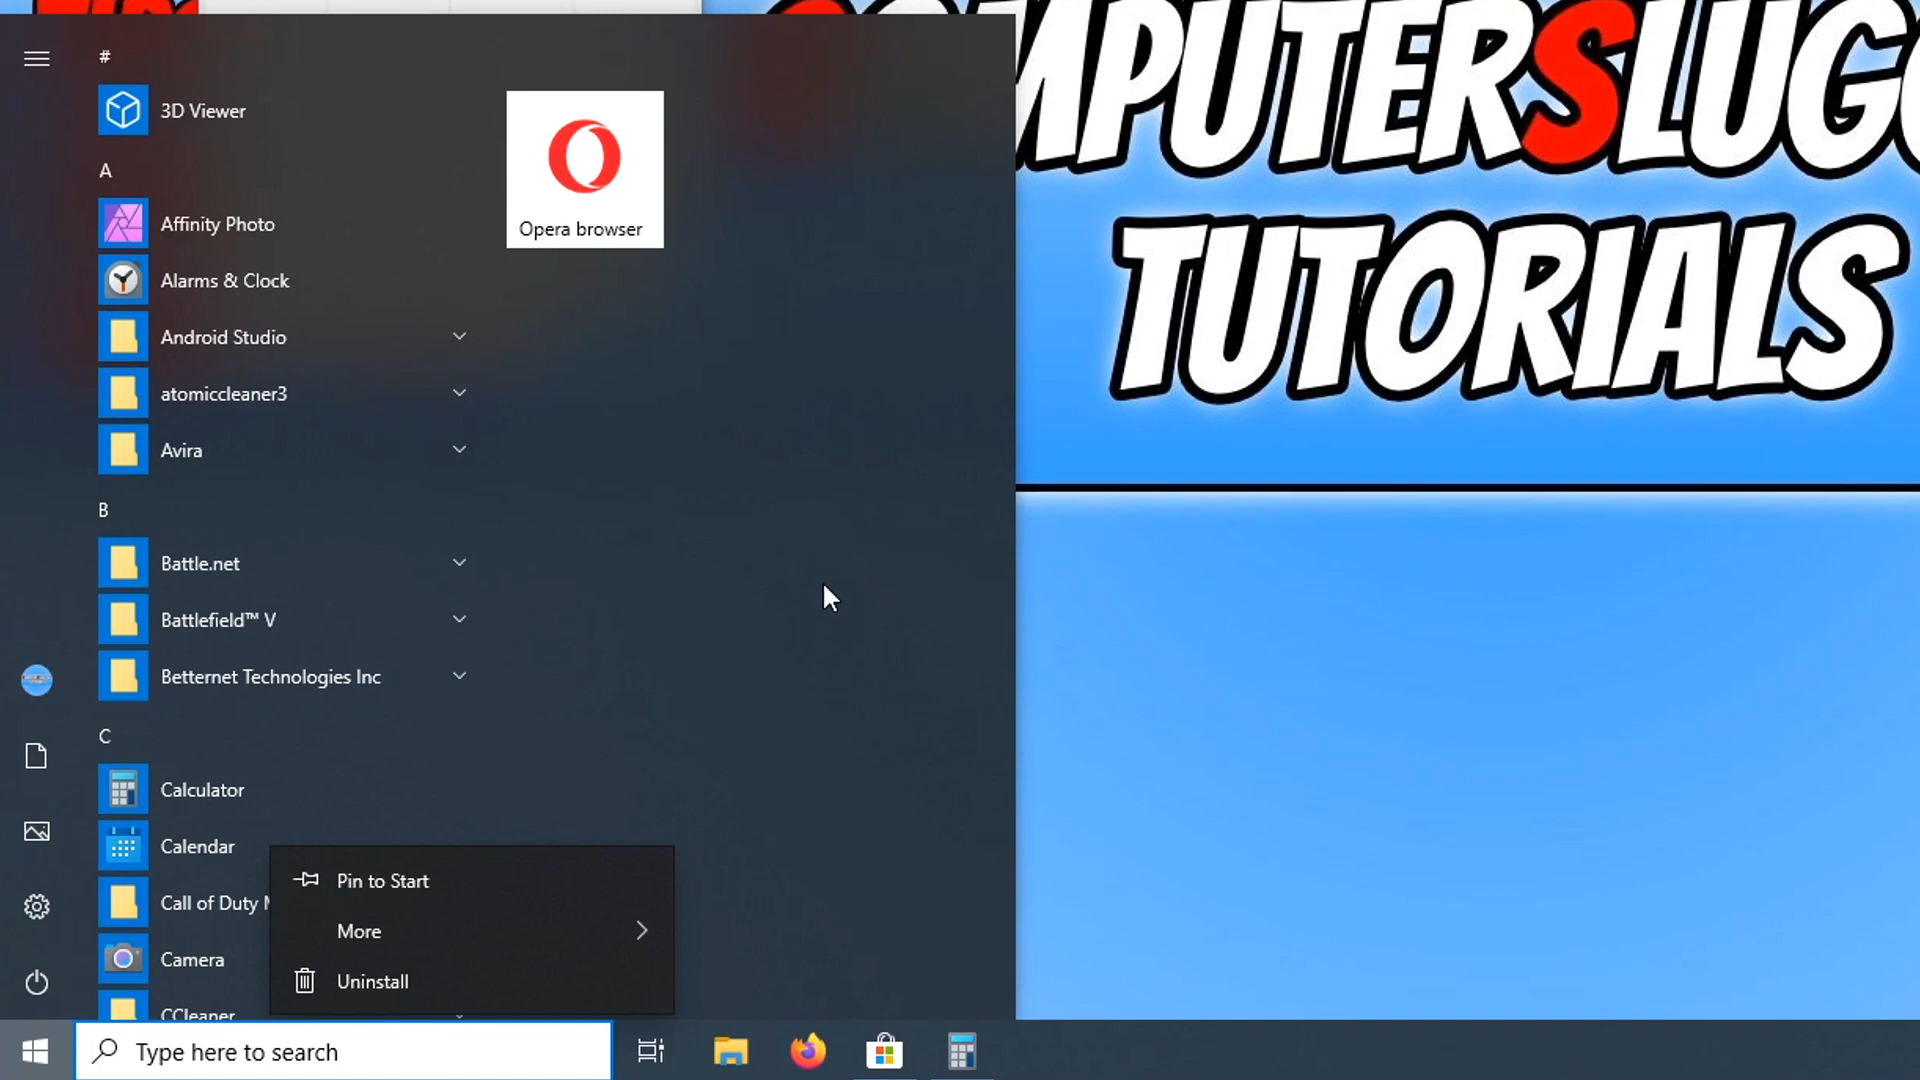 COMPUTERSLUGG
TUTORIALS
#
3D Viewer
A
Affinity Photo
Alarms & Clock
Android Studio
atomiccleaner3
Avira
B
Battle.net
Battlefield™ V
Betternet Technologies Inc
C
Calculator
Calendar
Call of Duty
Camera
CCleaner
Opera browser
Pin to Start
More
Uninstall
Type here to search